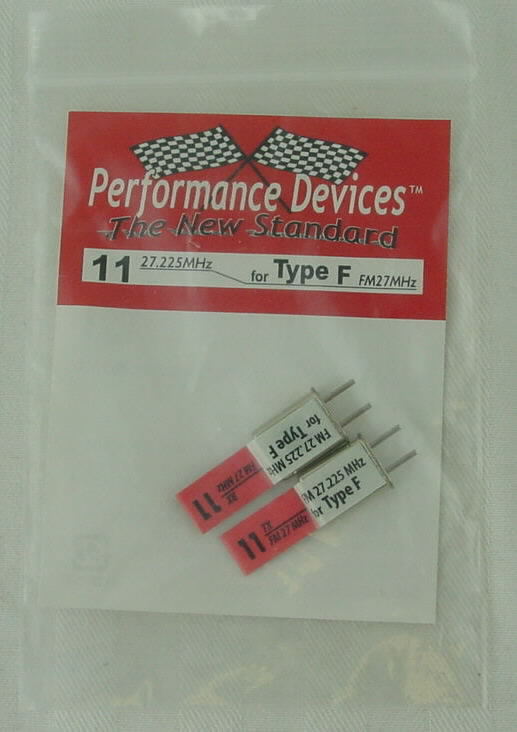 Performance Devices™
The New Standard
11 27.225MHz for Type F FM27MHz
FM 27.225 MHz
for Type F
11 RX
FM 27 MHz
FM 27.225 MHz
for Type F
11 TX
FM 27 MHz